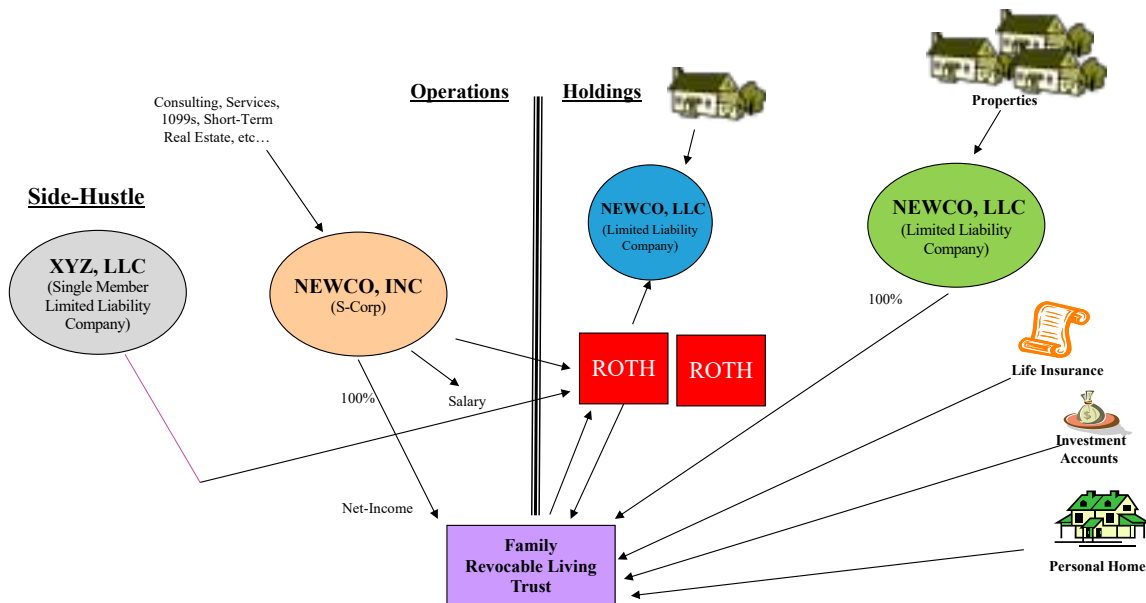 Operations
Holdings
Properties
Consulting, Services,
1099s, Short-Term
Real Estate, etc…
Side-Hustle
XYZ, LLC
(Single Member
Limited Liability
Company)
NEWCO, INC
(S-Corp)
NEWCO, LLC
(Limited Liability
Company)
NEWCO, LLC
(Limited Liability
Company)
100%
ROTH
ROTH
Life Insurance
100%
Salary
Investment
Accounts
Net-Income
Family
Revocable Living
Trust
Personal Home